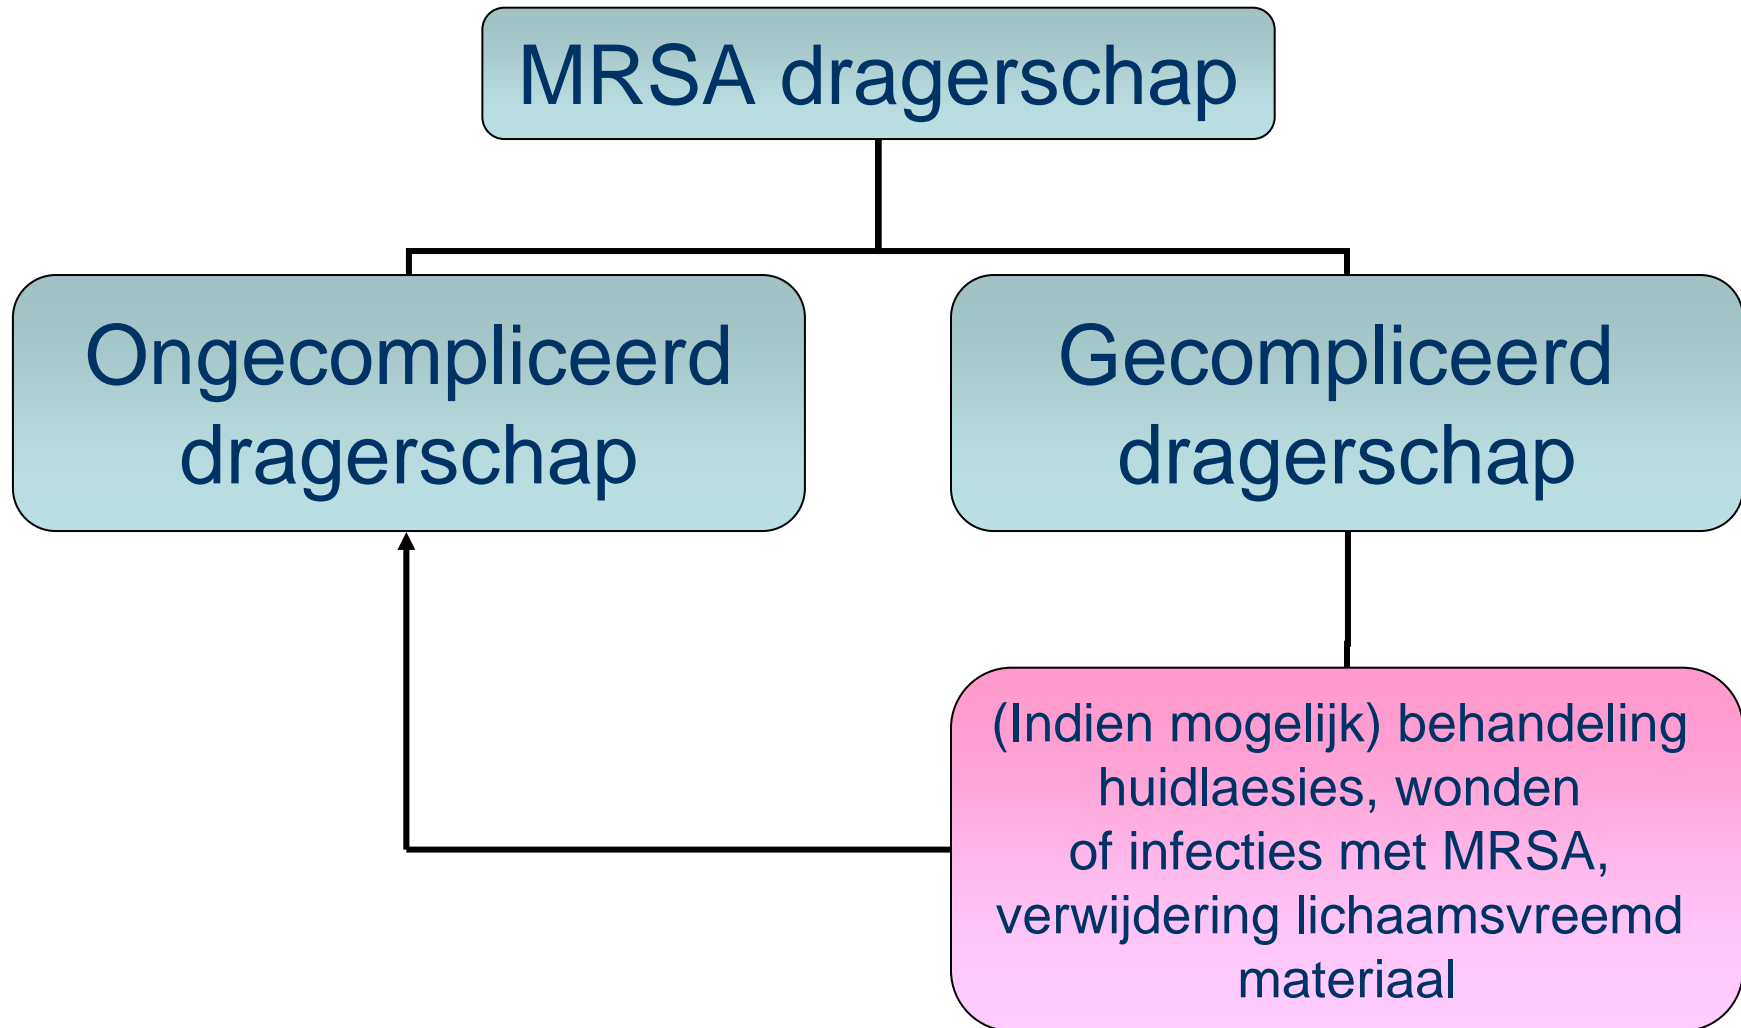 MRSA dragerschap
Ongecompliceerd
dragerschap
Gecompliceerd
dragerschap
(Indien mogelijk) behandeling
huidlaesies, wonden
of infecties met MRSA,
verwijdering lichaamsvreemd
materiaal